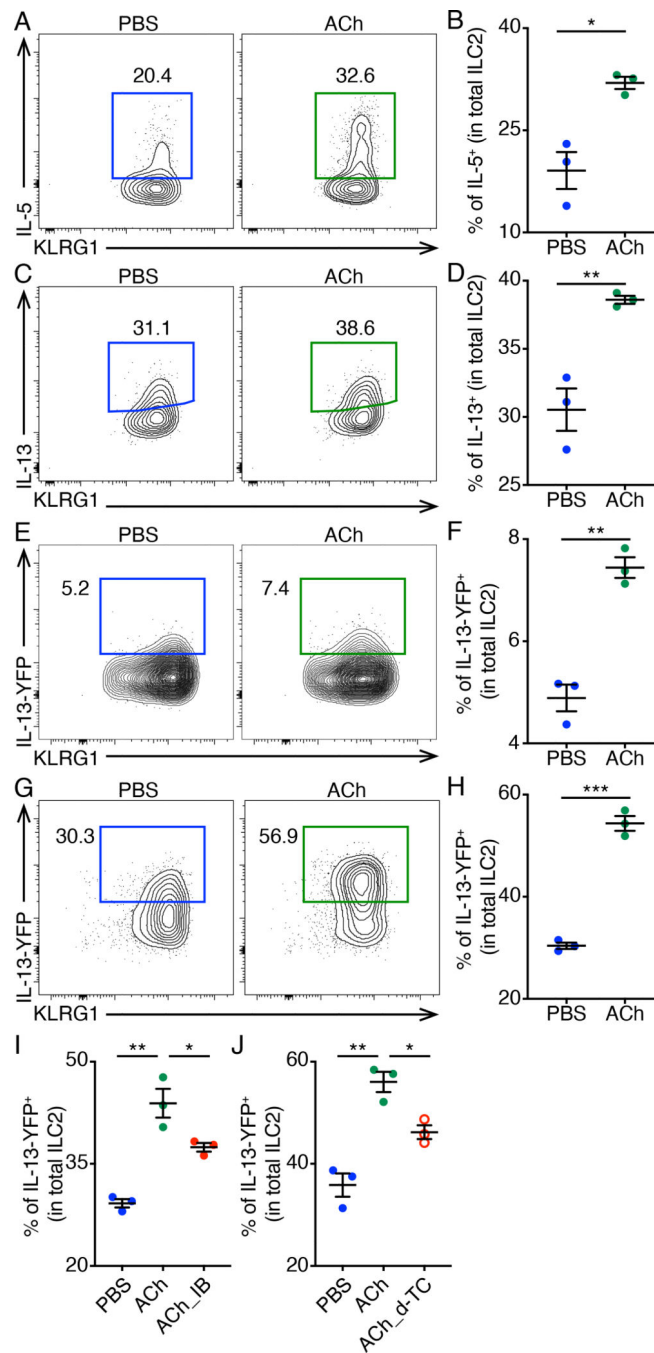 A
PBS
ACh
20.4
32.6
IL-5
KLRG1
B
*
% of IL-5⁺ (in total ILC2)
40
25
10
PBS
ACh
C
PBS
ACh
31.1
38.6
IL-13
KLRG1
D
**
% of IL-13⁺ (in total ILC2)
40
35
30
25
PBS
ACh
E
PBS
ACh
5.2
7.4
IL-13-YFP
KLRG1
F
**
% of IL-13-YFP⁺
(in total ILC2)
8
6
4
PBS
ACh
G
PBS
ACh
30.3
56.9
IL-13-YFP
KLRG1
H
***
% of IL-13-YFP⁺
(in total ILC2)
60
40
20
PBS
ACh
I
**
*
% of IL-13-YFP⁺
(in total ILC2)
50
35
20
PBS
ACh
ACh_IB
J
**
*
% of IL-13-YFP⁺
(in total ILC2)
60
40
20
PBS
ACh
ACh_d-TC